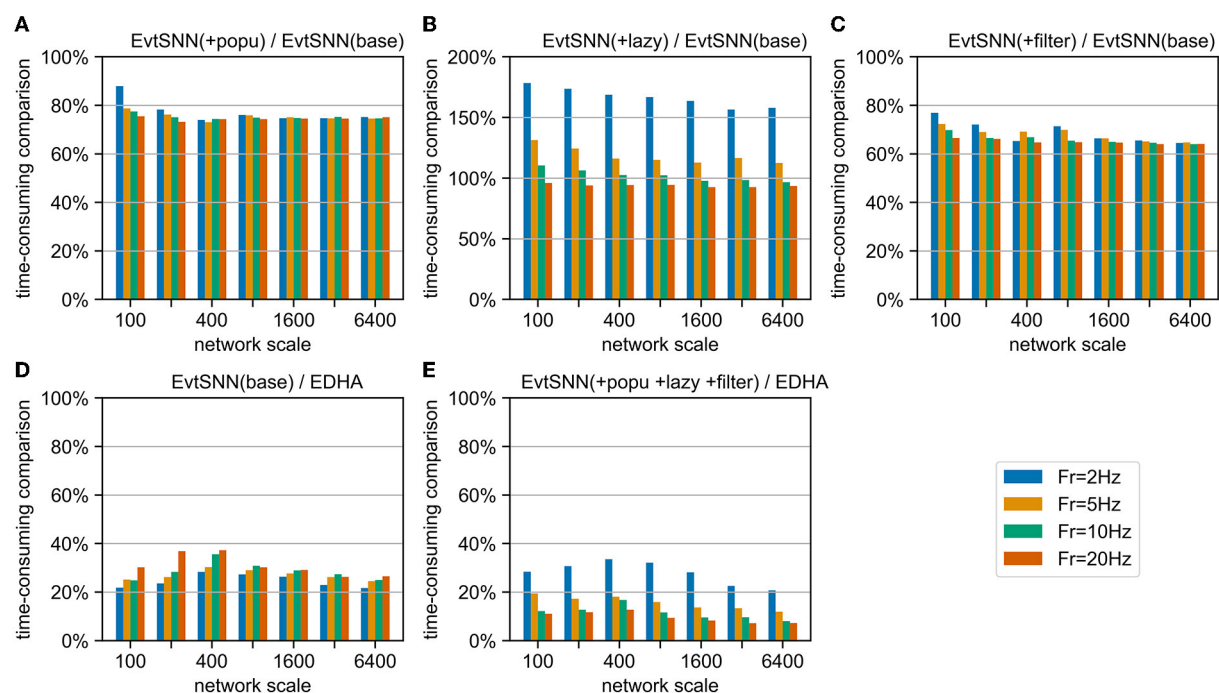 A
EvtSNN(+popu) / EvtSNN(base)
time-consuming comparison
100%
80%
60%
40%
20%
0%
100
400
1600
6400
network scale
B
EvtSNN(+lazy) / EvtSNN(base)
time-consuming comparison
200%
150%
100%
50%
0%
100
400
1600
6400
network scale
C
EvtSNN(+filter) / EvtSNN(base)
time-consuming comparison
100%
80%
60%
40%
20%
0%
100
400
1600
6400
network scale
D
EvtSNN(base) / EDHA
time-consuming comparison
100%
80%
60%
40%
20%
0%
100
400
1600
6400
network scale
E
EvtSNN(+popu +lazy +filter) / EDHA
time-consuming comparison
100%
80%
60%
40%
20%
0%
100
400
1600
6400
network scale
Fr=2Hz
Fr=5Hz
Fr=10Hz
Fr=20Hz